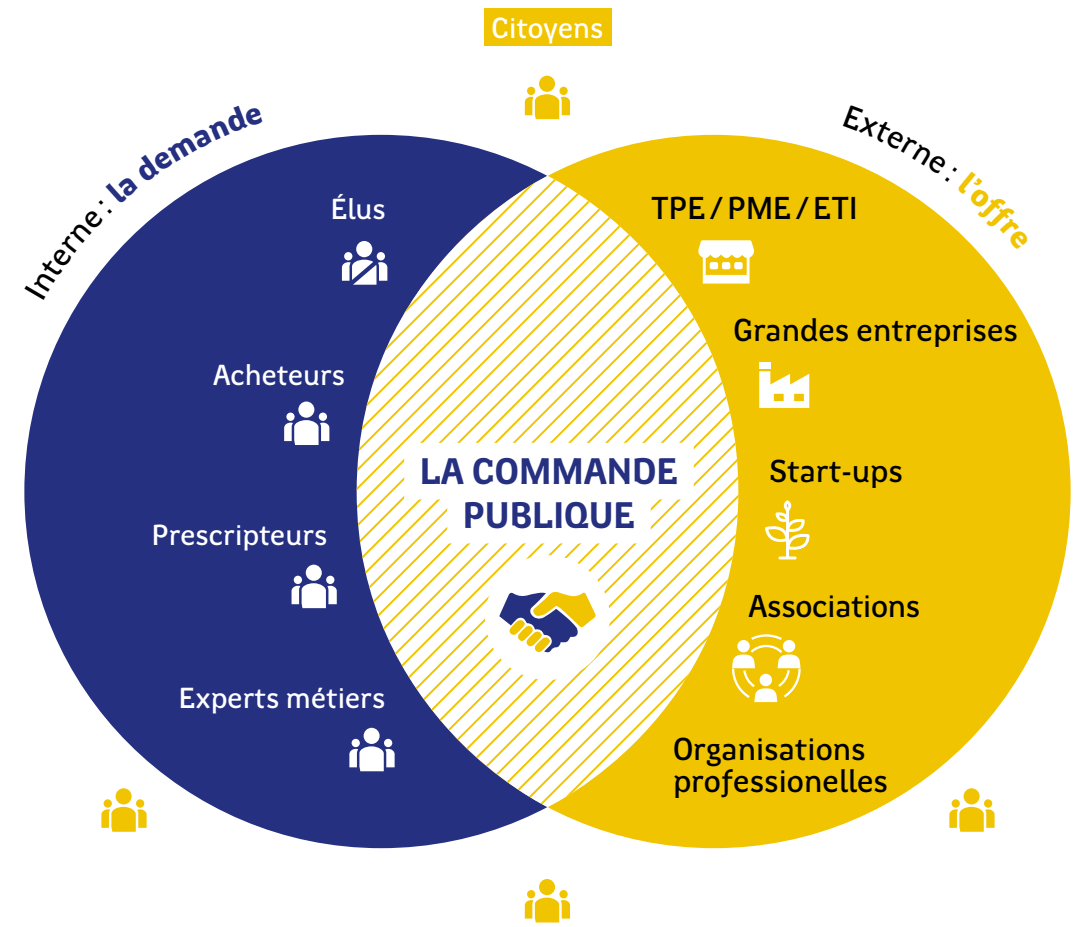 Citoyens
Interne : la demande
Externe : l'offre
Élus
Acheteurs
Prescripteurs
Experts métiers
LA COMMANDE
PUBLIQUE
TPE / PME / ETI
Grandes entreprises
Start-ups
Associations
Organisations
professionelles